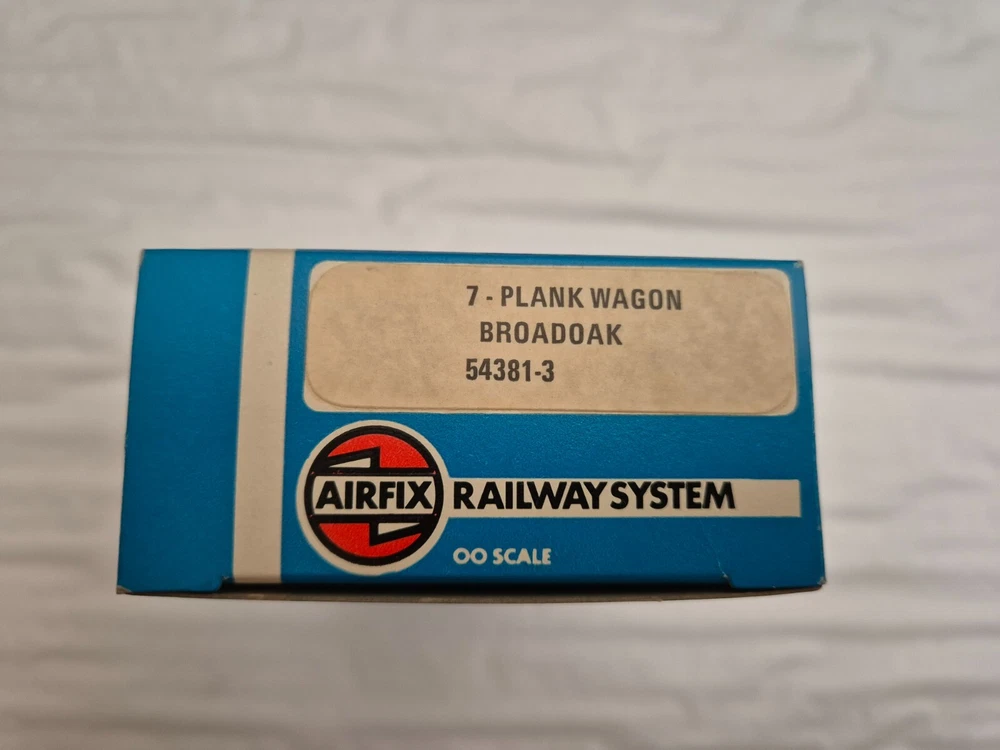 7 - PLANK WAGON
BROADOAK
54381-3
AIRFIX RAILWAY SYSTEM
OO SCALE